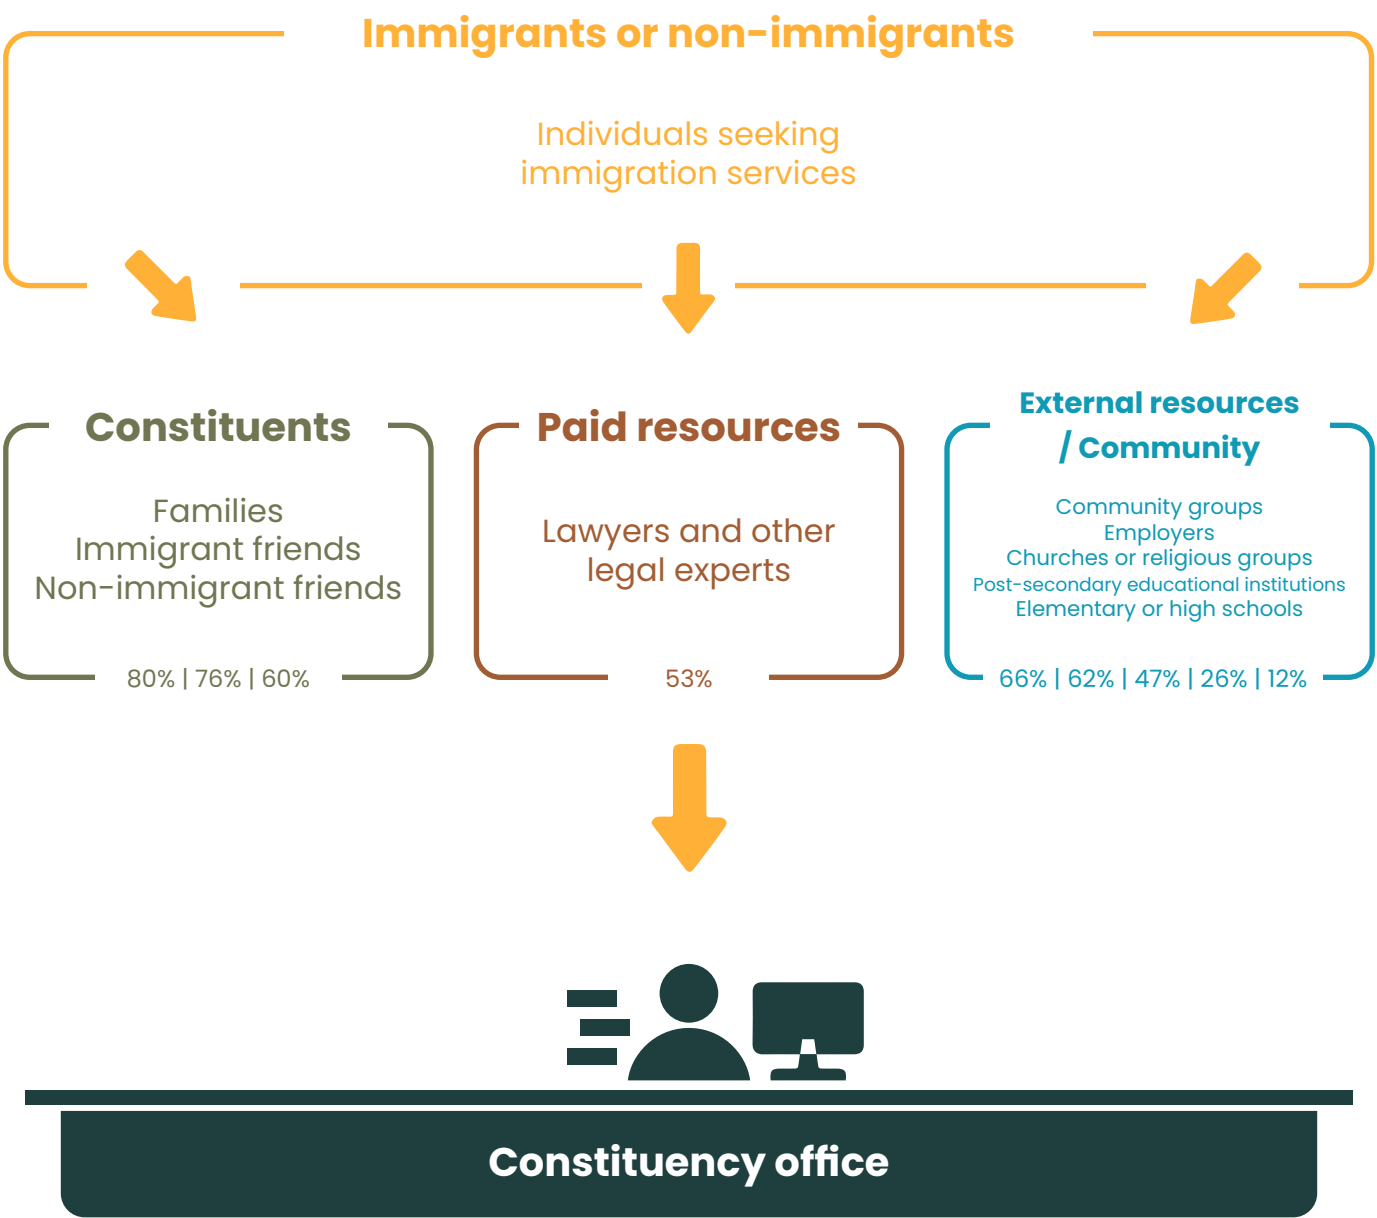 Immigrants or non-immigrants
Individuals seeking
immigration services
Constituents
Families
Immigrant friends
Non-immigrant friends
80% | 76% | 60%
Paid resources
Lawyers and other
legal experts
53%
External resources
/ Community
Community groups
Employers
Churches or religious groups
Post-secondary educational institutions
Elementary or high schools
66% | 62% | 47% | 26% | 12%
Constituency office